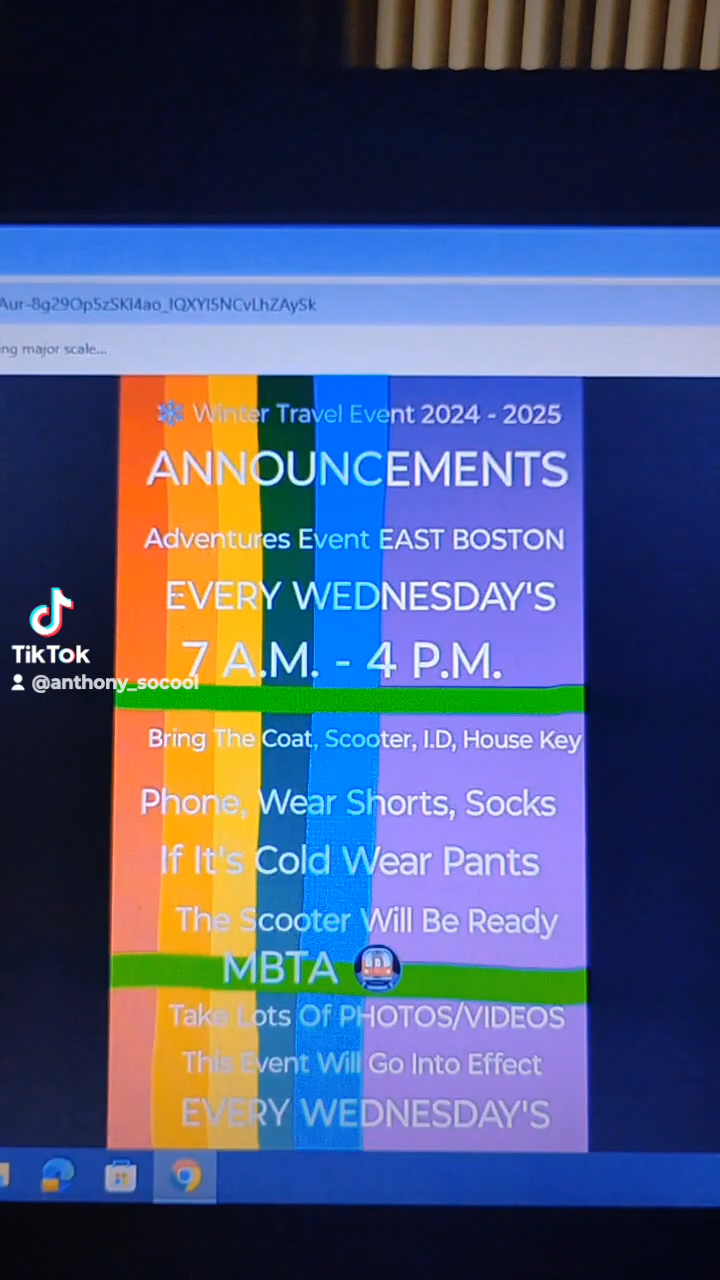 Aur-8g29Op5zSKl4ao_IQXYI5NCvLhZAySk
ing major scale...
❄ Winter Travel Event 2024 - 2025
ANNOUNCEMENTS
Adventures Event EAST BOSTON
EVERY WEDNESDAY'S
7 A.M. - 4 P.M.
TikTok
@anthony_socool
Bring The Coat, Scooter, I.D, House Key
Phone, Wear Shorts, Socks
If It's Cold Wear Pants
The Scooter Will Be Ready
MBTA 🚇
Take Lots Of PHOTOS/VIDEOS
This Event Will Go Into Effect
EVERY WEDNESDAY'S